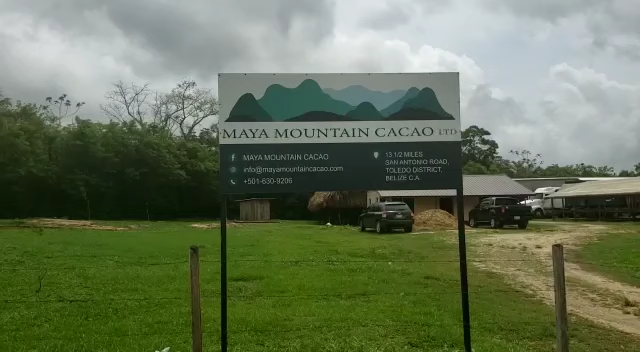 MAYA MOUNTAIN CACAO LTD
MAYA MOUNTAIN CACAO
info@mayamountaincacao.com
+501-630-9206
13 1/2 MILES
SAN ANTONIO ROAD,
TOLEDO DISTRICT,
BELIZE C.A.